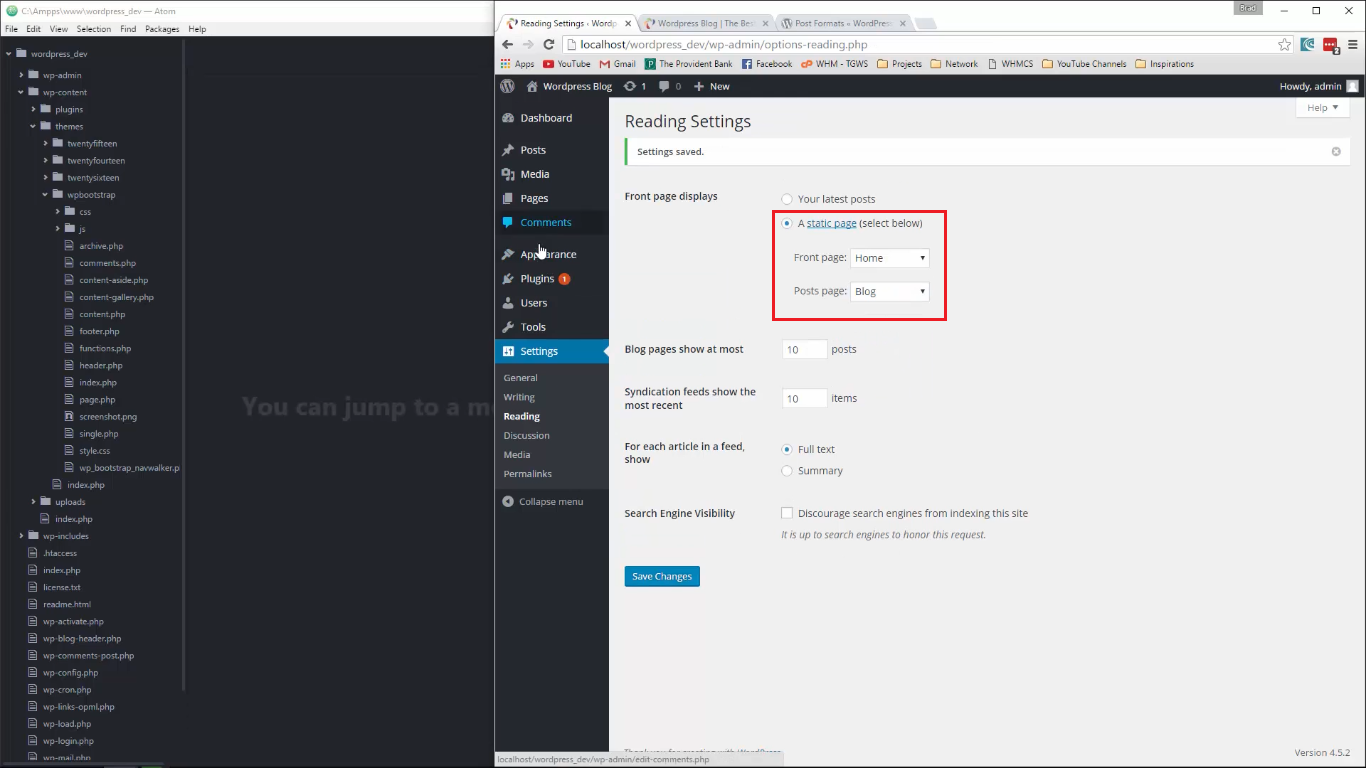 C:\Ampps\www\wordpress_dev — Atom
File Edit View Selection Find Packages Help
wordpress_dev
wp-admin
wp-content
plugins
themes
twentyfifteen
twentyfourteen
twentysixteen
wpbootstrap
css
js
archive.php
comments.php
content-aside.php
content-gallery.php
content.php
footer.php
functions.php
header.php
index.php
page.php
screenshot.png
single.php
style.css
wp_bootstrap_navwalker.p
index.php
uploads
index.php
wp-includes
.htaccess
index.php
license.txt
readme.html
wp-activate.php
wp-blog-header.php
wp-comments-post.php
wp-config.php
wp-cron.php
wp-links-opml.php
wp-load.php
wp-login.php
wp-mail.php
You can jump to a m
Brad
Reading Settings ‹ Wordp
Wordpress Blog | The Bes
Post Formats « WordPres
localhost/wordpress_dev/wp-admin/options-reading.php
2
Apps YouTube Gmail The Provident Bank Facebook WHM - TGWS Projects Network WHMCS YouTube Channels Inspirations
Wordpress Blog 1 0 New Howdy, admin
Dashboard
Posts
Media
Pages
Comments
Appearance
Plugins 1
Users
Tools
Settings
General
Writing
Reading
Discussion
Media
Permalinks
Collapse menu
Help
Reading Settings
Settings saved.
Front page displays
Your latest posts
A static page (select below)
Front page: Home
Posts page: Blog
Blog pages show at most 10 posts
Syndication feeds show the
most recent
10 items
For each article in a feed,
show
Full text
Summary
Search Engine Visibility Discourage search engines from indexing this site
It is up to search engines to honor this request.
Save Changes
Thank you for creating with WordPress
Version 4.5.2
localhost/wordpress_dev/wp-admin/edit-comments.php